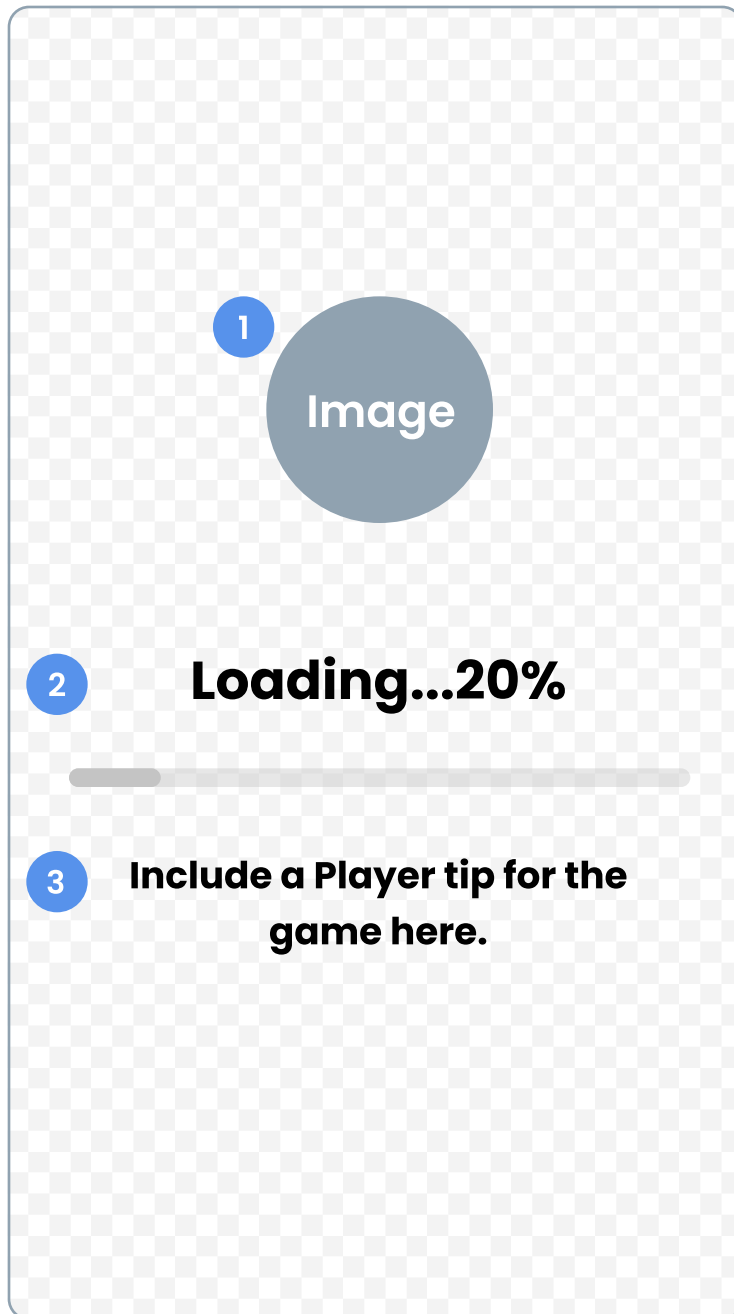 1
Image
2
Loading...20%
3
Include a Player tip for the
game here.